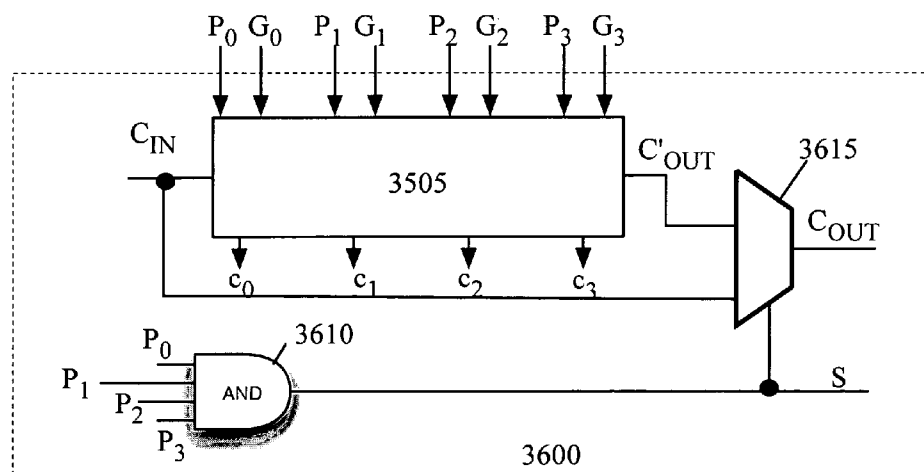 P0 G0 P1 G1 P2 G2 P3 G3
CIN
3505
C'OUT
3615
COUT
c0 c1 c2 c3
P0
P1
P2
P3
AND
3610
S
3600